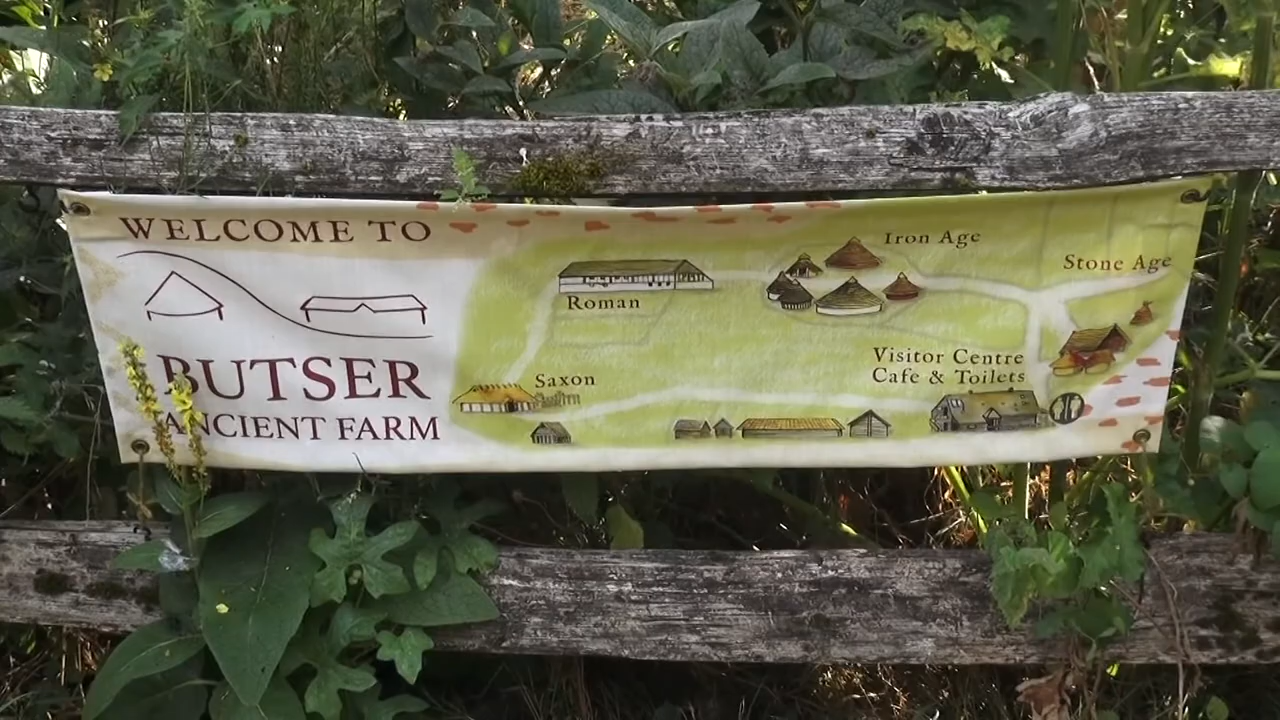 WELCOME TO
BUTSER
ANCIENT FARM
Roman
Iron Age
Stone Age
Saxon
Visitor Centre
Cafe & Toilets